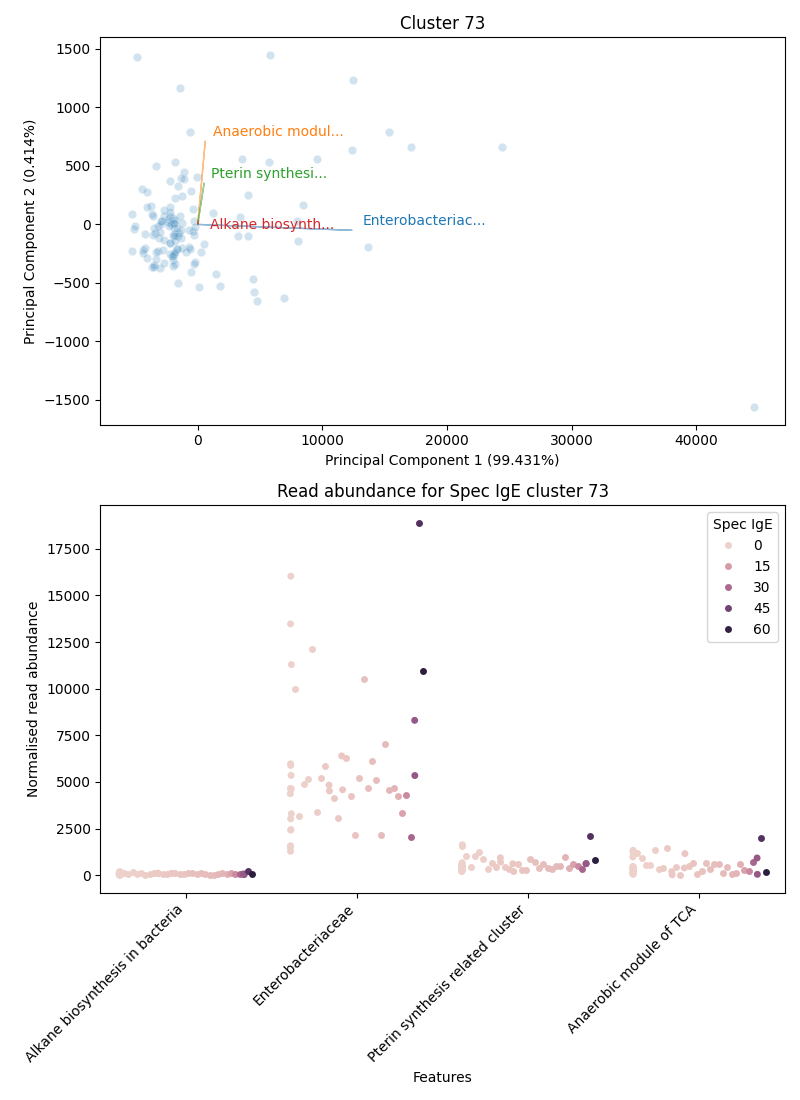 Cluster 73
1500
1000
500
0
−500
−1000
−1500
Principal Component 2 (0.414%)
Anaerobic modul...
Pterin synthesi...
Alkane biosynth...
Enterobacteriac...
0
10000
20000
30000
40000
Principal Component 1 (99.431%)
Read abundance for Spec IgE cluster 73
17500
15000
12500
10000
7500
5000
2500
0
Normalised read abundance
Spec IgE
0
15
30
45
60
Alkane biosynthesis in bacteria
Enterobacteriaceae
Pterin synthesis related cluster
Anaerobic module of TCA
Features